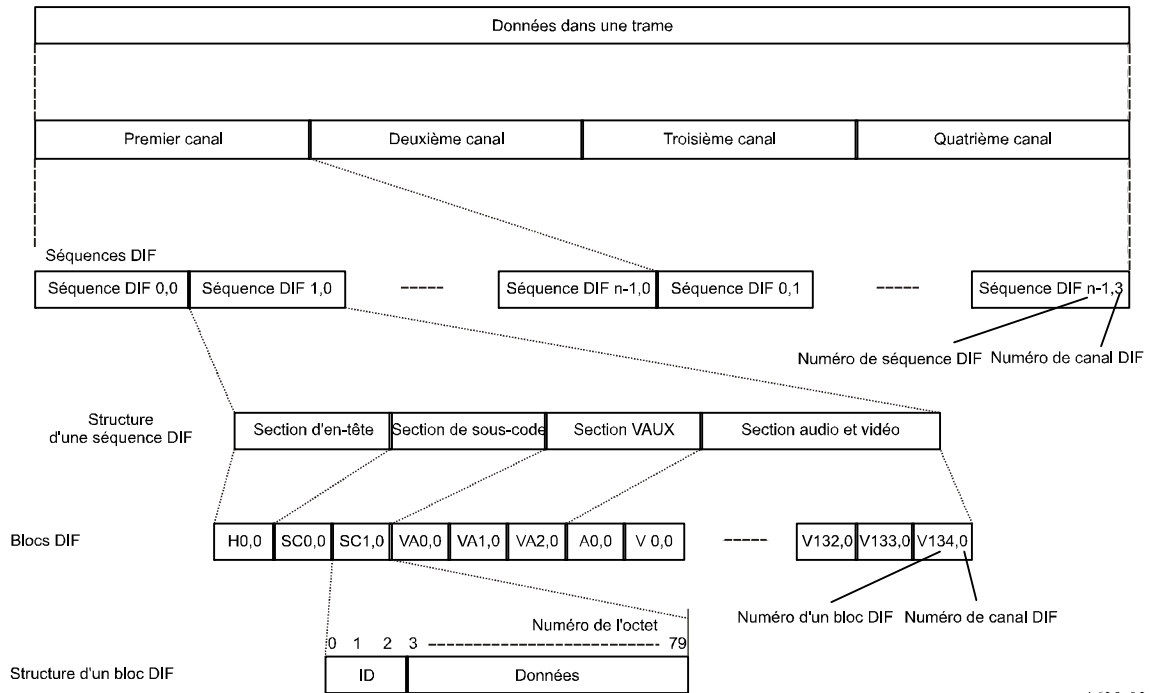 Données dans une trame
Premier canal Deuxième canal Troisième canal Quatrième canal
Séquences DIF
Séquence DIF 0,0 Séquence DIF 1,0 Séquence DIF n-1,0 Séquence DIF 0,1 Séquence DIF n-1,3
Numéro de séquence DIF Numéro de canal DIF
Structure
d'une séquence DIF
Section d'en-tête Section de sous-code Section VAUX Section audio et vidéo
Blocs DIF
H0,0 SC0,0 SC1,0 VA0,0 VA1,0 VA2,0 A0,0 V 0,0 V132,0 V133,0 V134,0
Numéro d'un bloc DIF Numéro de canal DIF
Numéro de l'octet
0 1 2 3 79
Structure d'un bloc DIF
ID Données